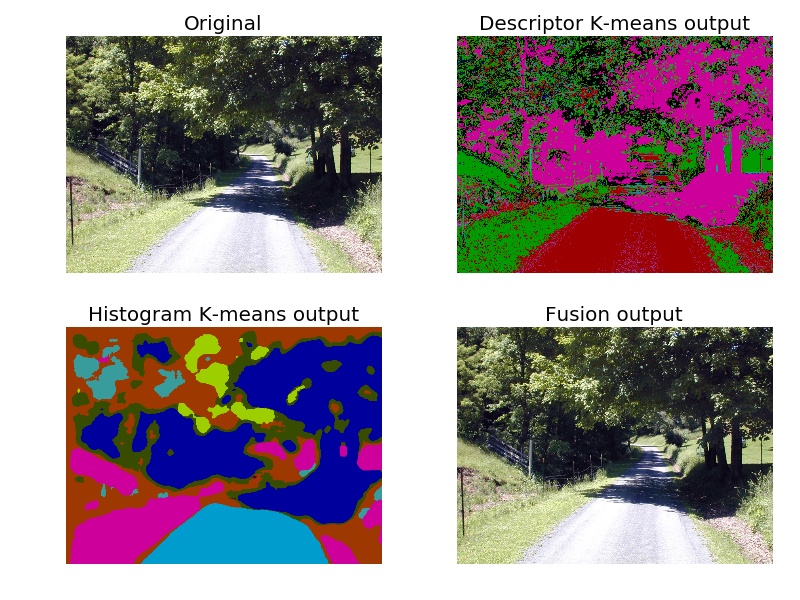 Original
Descriptor K-means output
Histogram K-means output
Fusion output